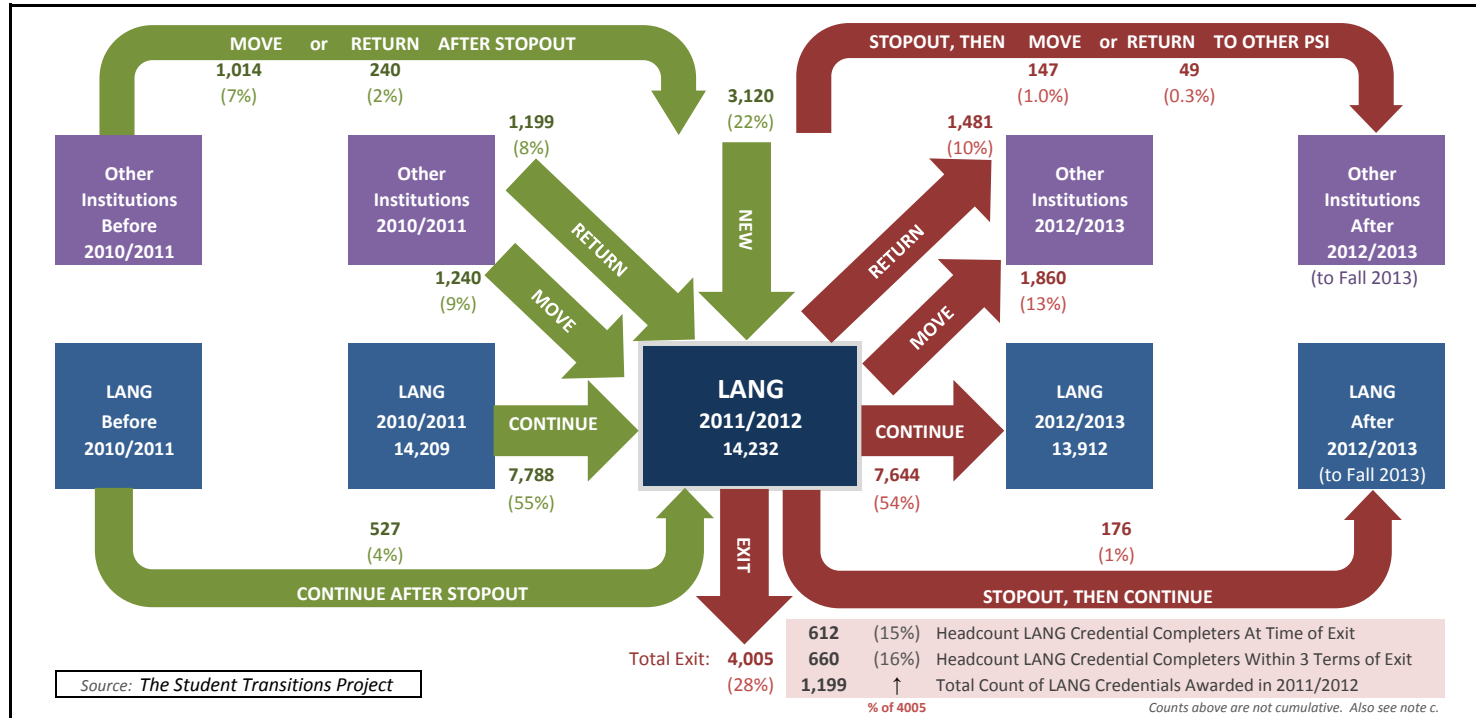 MOVE or RETURN AFTER STOPOUT
1,014 240
(7%) (2%)
STOPOUT, THEN MOVE or RETURN TO OTHER PSI
147 49
(1.0%) (0.3%)
1,199
(8%)
3,120
(22%)
1,481
(10%)
Other
Institutions
Before
2010/2011
Other
Institutions
2010/2011
Other
Institutions
2012/2013
Other
Institutions
After
2012/2013
(to Fall 2013)
RETURN
NEW
RETURN
1,240
(9%)
MOVE
MOVE
1,860
(13%)
LANG
Before
2010/2011
LANG
2010/2011
14,209
CONTINUE
7,788
(55%)
LANG
2011/2012
14,232
CONTINUE
7,644
(54%)
LANG
2012/2013
13,912
LANG
After
2012/2013
(to Fall 2013)
527
(4%)
CONTINUE AFTER STOPOUT
EXIT
176
(1%)
STOPOUT, THEN CONTINUE
612 (15%) Headcount LANG Credential Completers At Time of Exit
Total Exit: 4,005 660 (16%) Headcount LANG Credential Completers Within 3 Terms of Exit
(28%) 1,199 ↑ Total Count of LANG Credentials Awarded in 2011/2012
% of 4005 Counts above are not cumulative. Also see note c.
Source: The Student Transitions Project